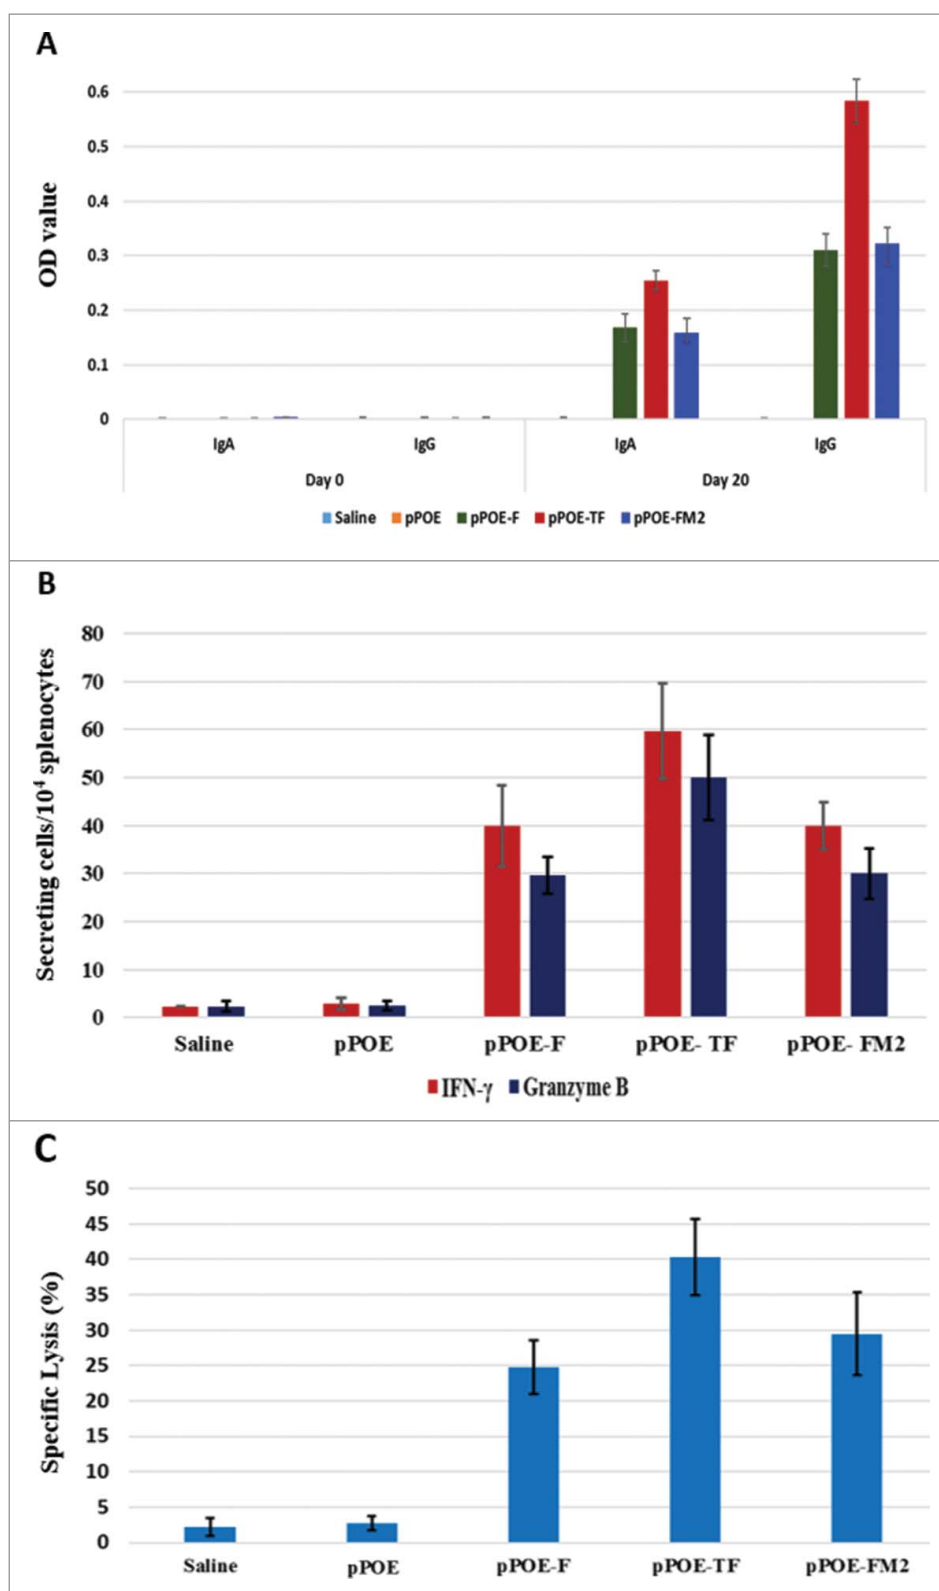 A
OD value
0.6
0.5
0.4
0.3
0.2
0.1
0
IgA IgG IgA IgG
Day 0 Day 20
Saline pPOE pPOE-F pPOE-TF pPOE-FM2
B
Secreting cells/10⁴ splenocytes
80
70
60
50
40
30
20
10
0
Saline pPOE pPOE-F pPOE- TF pPOE- FM2
IFN-γ Granzyme B
C
Specific Lysis (%)
50
45
40
35
30
25
20
15
10
5
0
Saline pPOE pPOE-F pPOE-TF pPOE-FM2